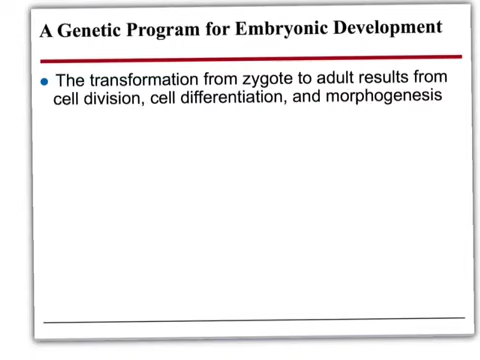 A Genetic Program for Embryonic Development
The transformation from zygote to adult results from
cell division, cell differentiation, and morphogenesis